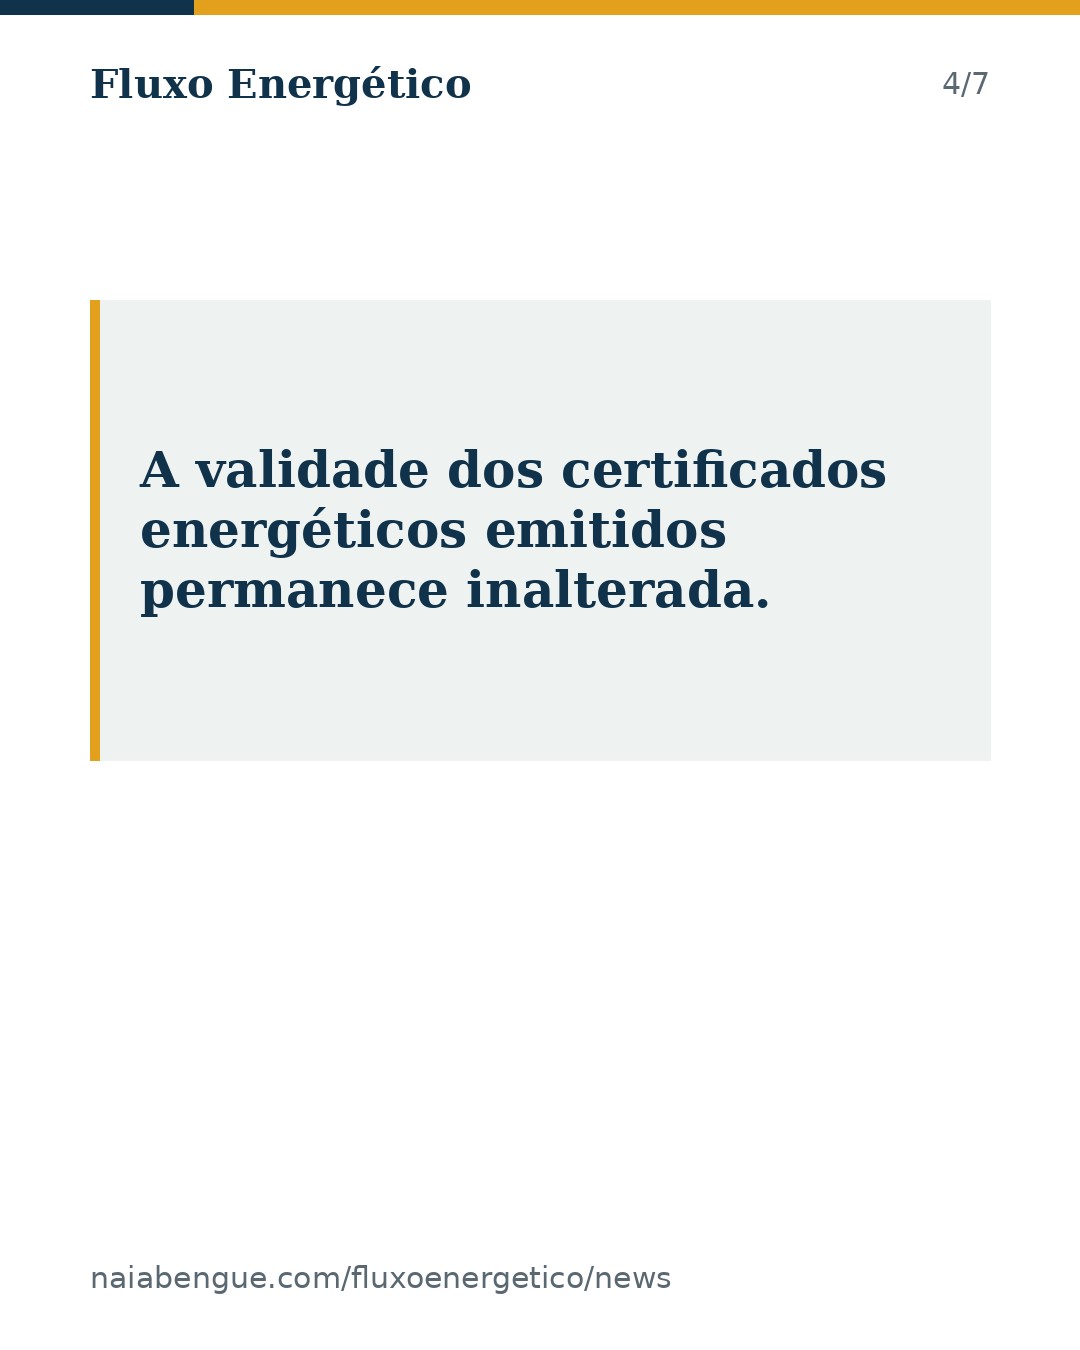 Fluxo Energético
4/7
A validade dos certificados
energéticos emitidos
permanece inalterada.
naiabengue.com/fluxoenergetico/news